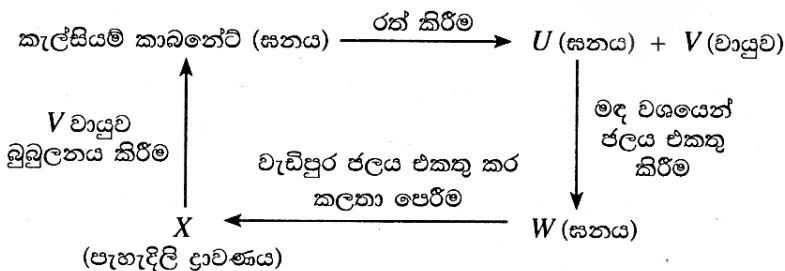 කැල්සියම් කාබනේට් (ඝනය)
රත් කිරීම
U (ඝනය) + V (වායුව)
V වායුව
බුබුලනය කිරීම
මඳ වශයෙන්
ජලය එකතු
කිරීම
වැඩිපුර ජලය එකතු කර
කලතා පෙරීම
X
(පැහැදිලි ද්‍රාවණය)
W (ඝනය)